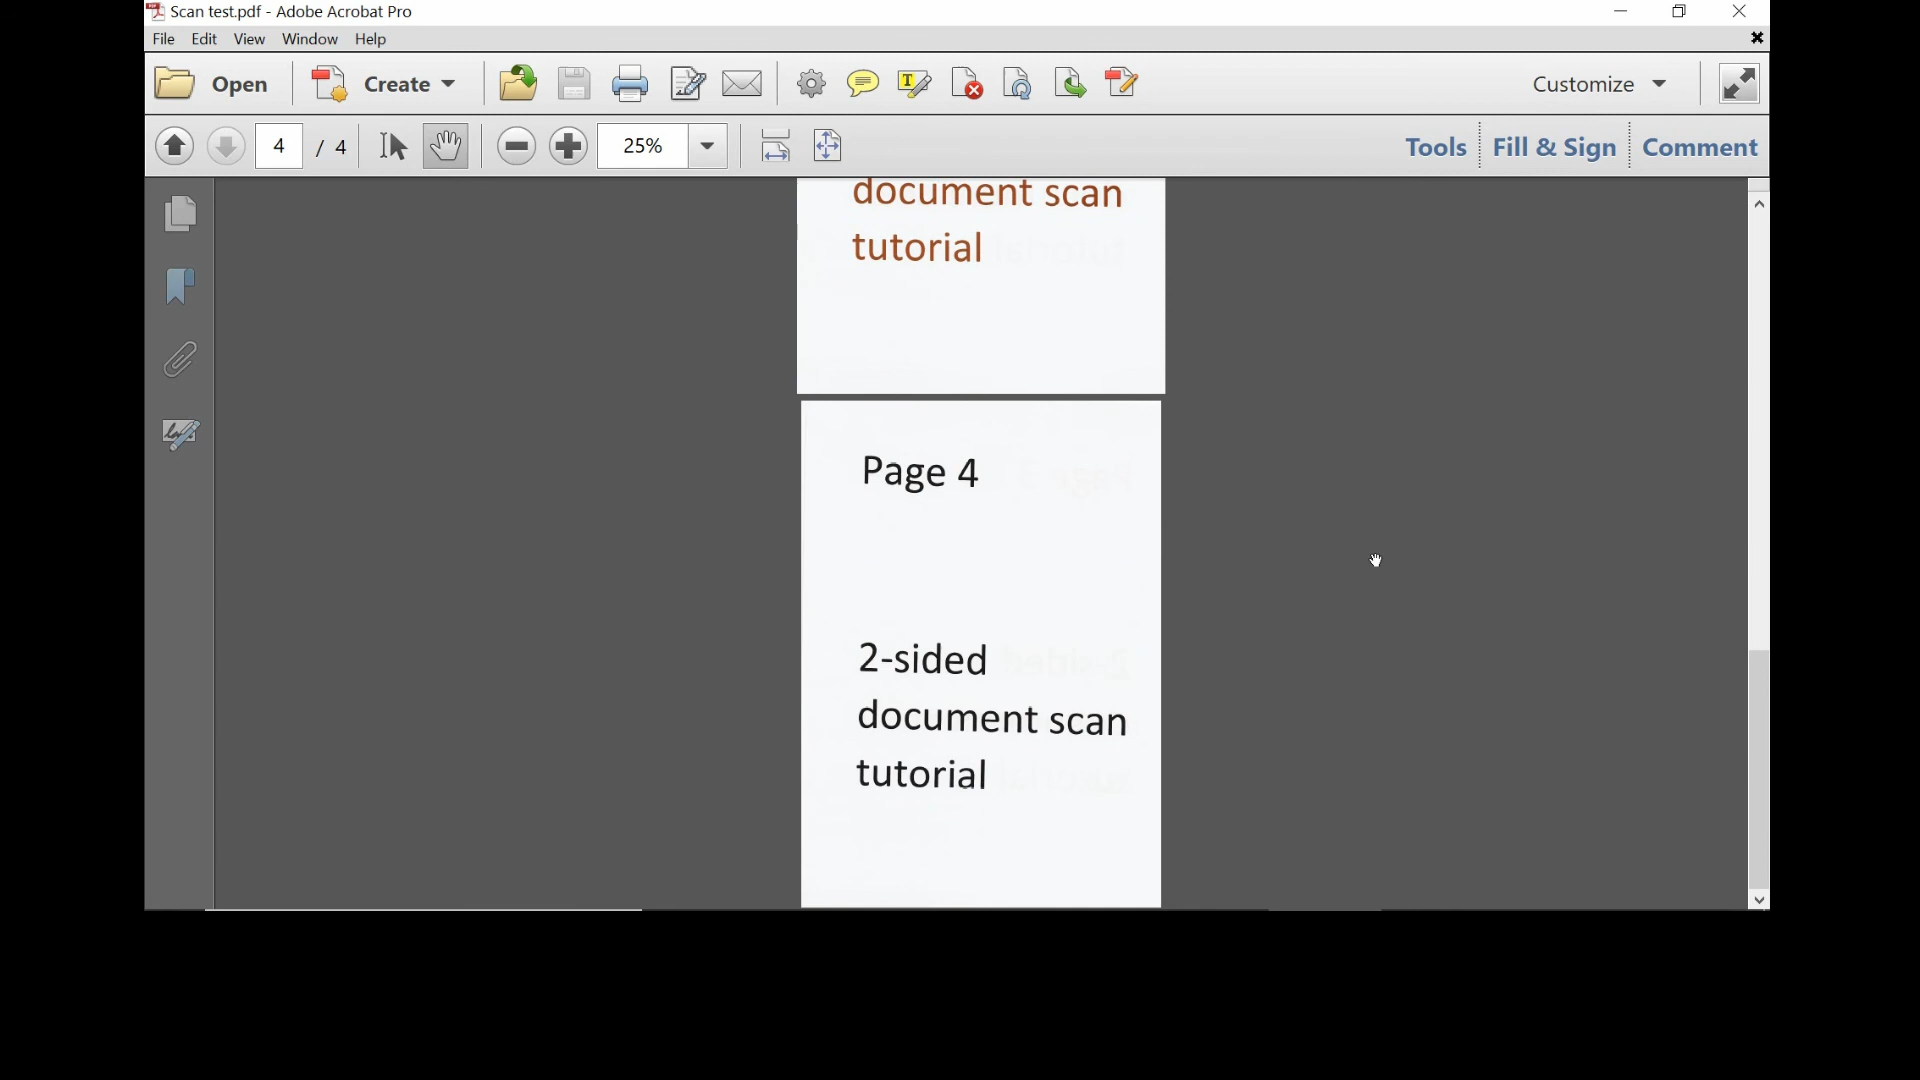 Scan test.pdf - Adobe Acrobat Pro
File Edit View Window Help
Open Create Customize
4 / 4 25% Tools Fill & Sign Comment
document scan
tutorial
Page 4
2-sided
document scan
tutorial